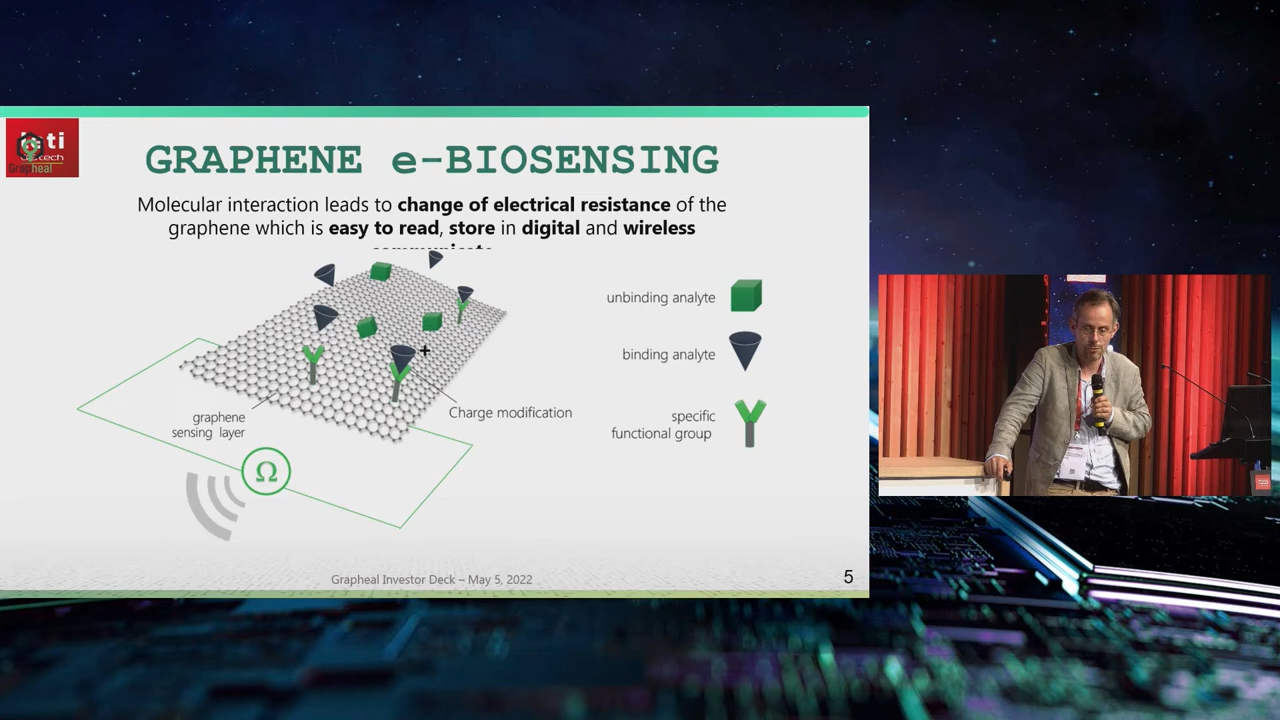 Grapheal
GRAPHENE e-BIOSENSING
Molecular interaction leads to change of electrical resistance of the
graphene which is easy to read, store in digital and wireless
unbinding analyte
binding analyte
+
Charge modification
specific
functional group
graphene
sensing layer
Ω
Grapheal Investor Deck – May 5, 2022
5